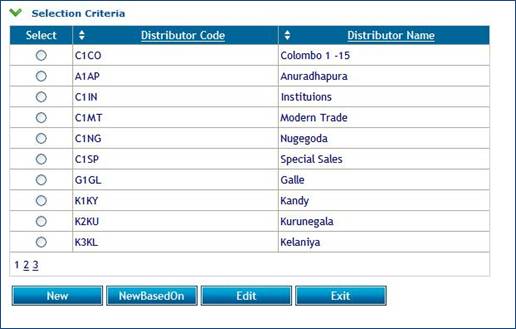 Selection Criteria
Select Distributor Code Distributor Name
C1CO Colombo 1 -15
A1AP Anuradhapura
C1IN Instituions
C1MT Modern Trade
C1NG Nugegoda
C1SP Special Sales
G1GL Galle
K1KY Kandy
K2KU Kurunegala
K3KL Kelaniya
1 2 3
New NewBasedOn Edit Exit